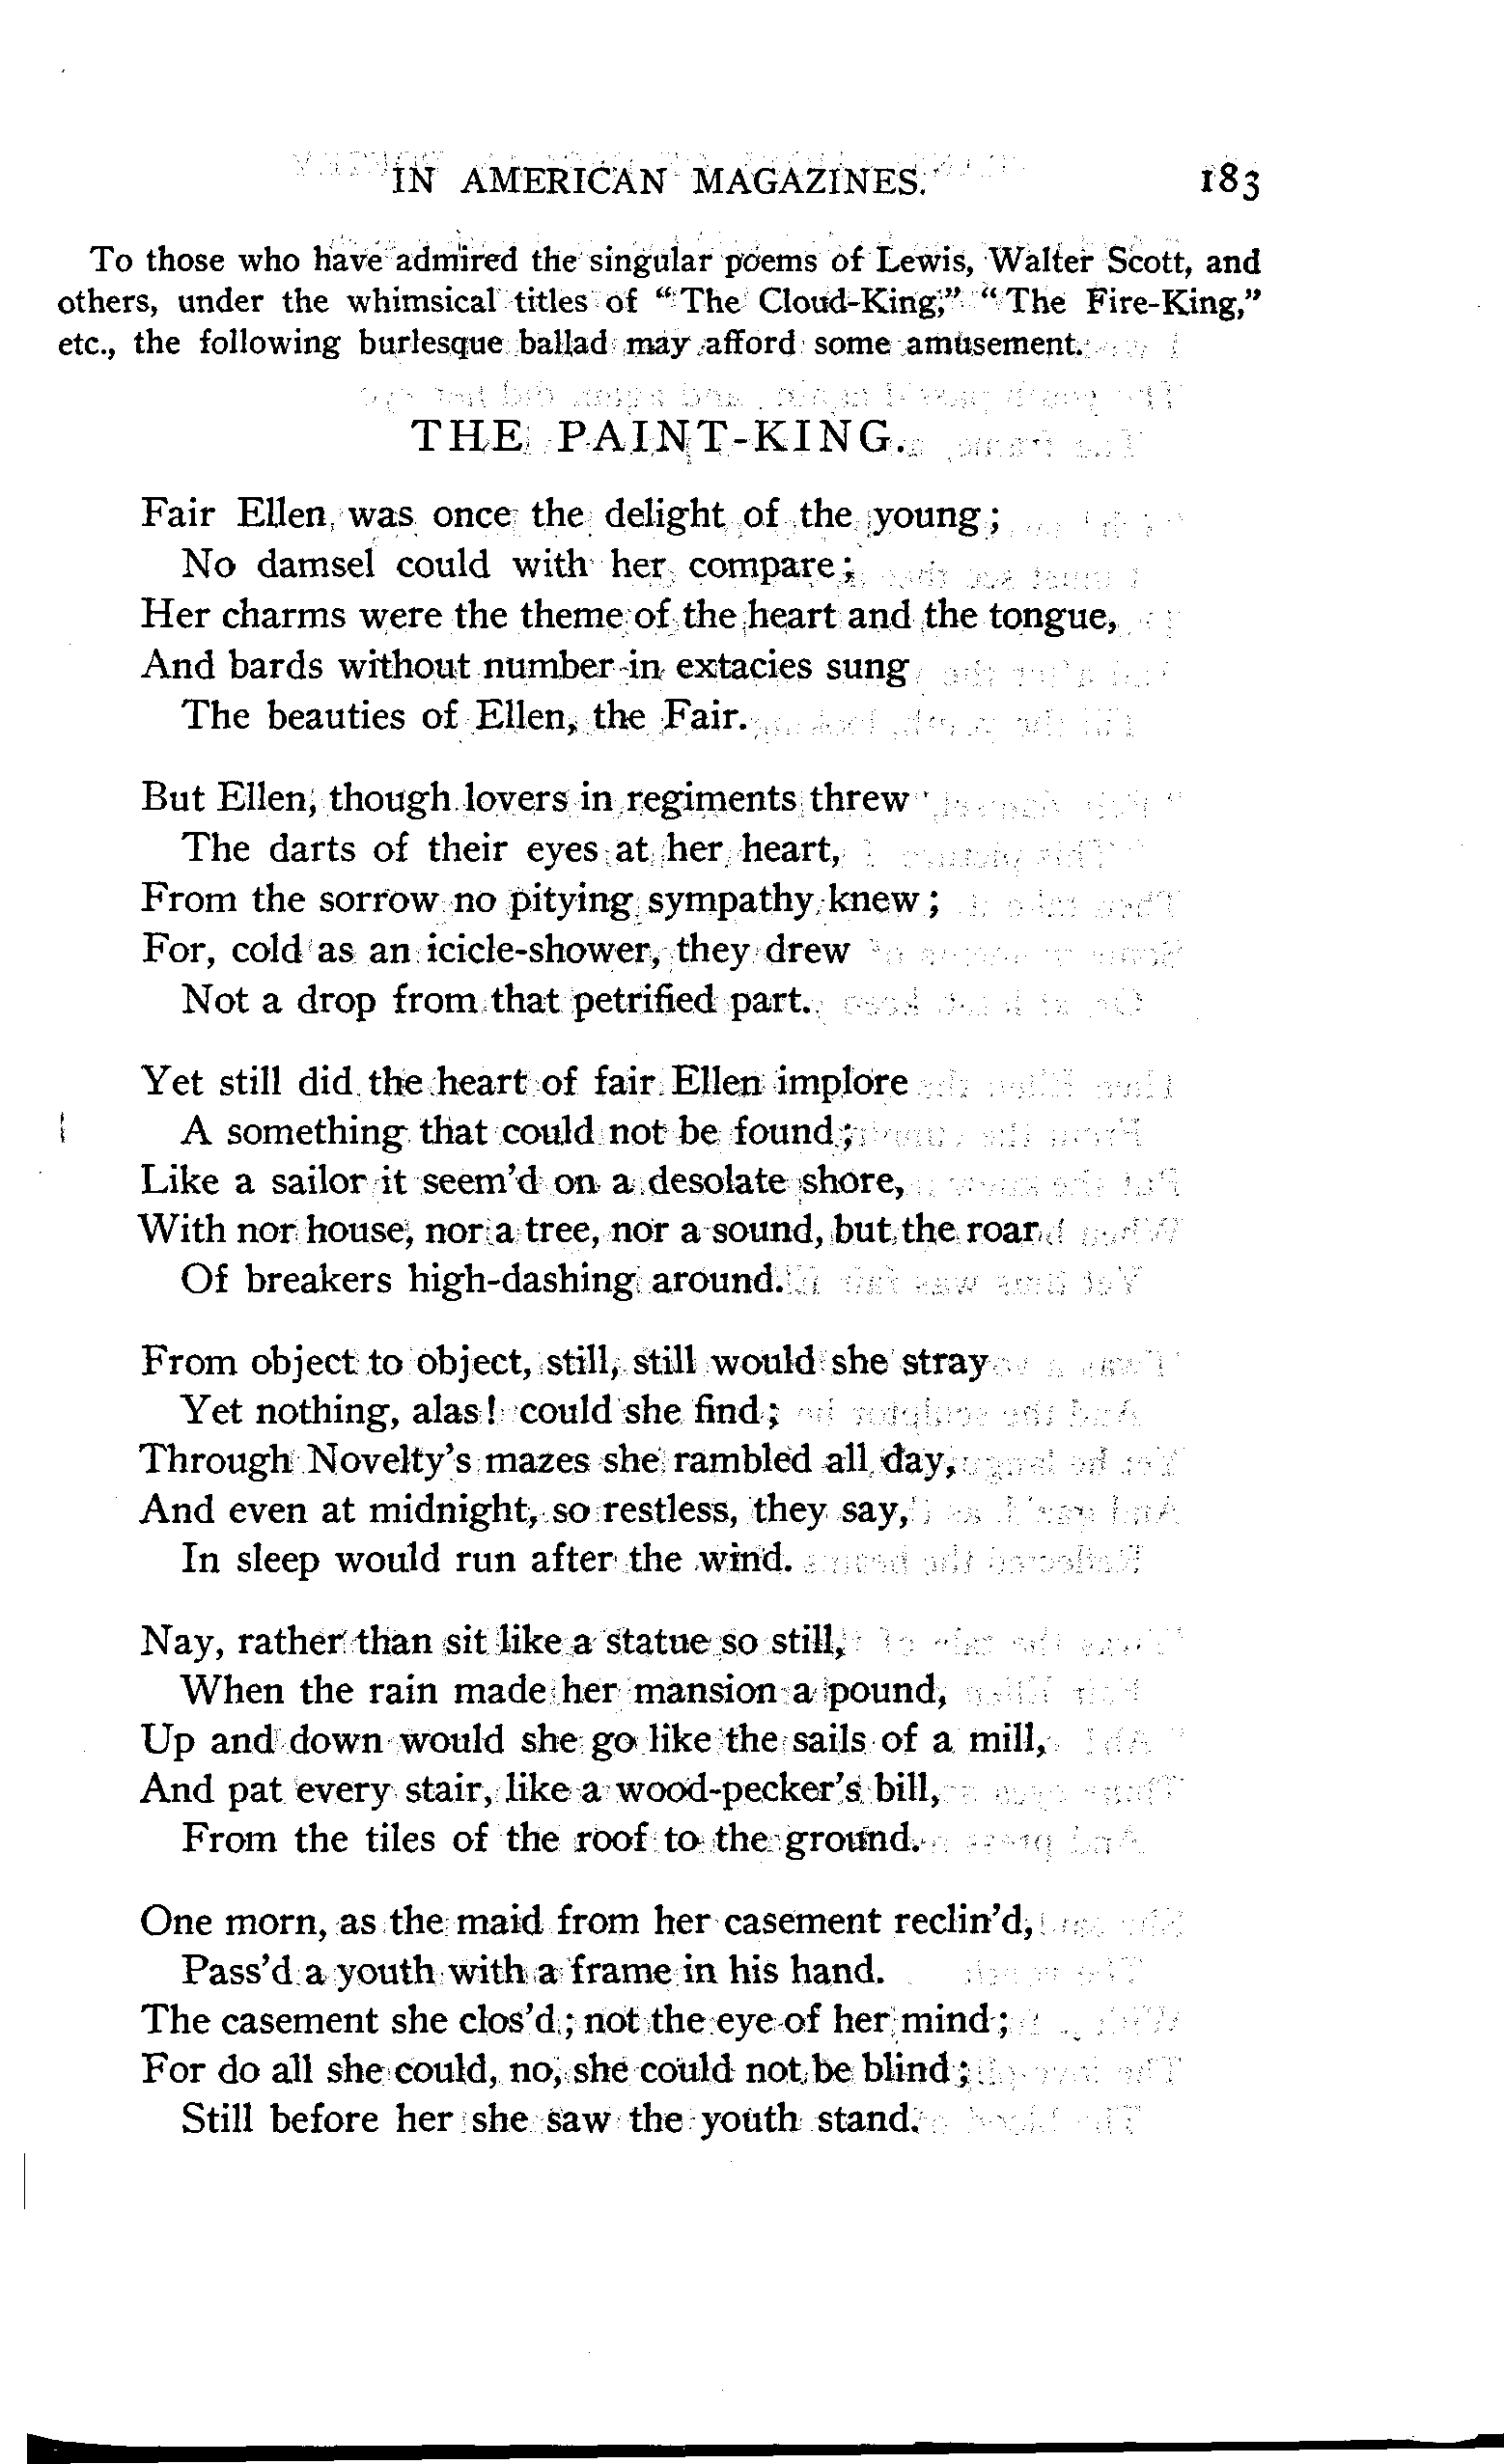 IN AMERICAN MAGAZINES. 183
To those who have admired the singular poems of Lewis, Walter Scott, and
others, under the whimsical titles of "The Cloud-King," "The Fire-King,"
etc., the following burlesque ballad may afford some amusement.
THE PAINT-KING.
Fair Ellen was once the delight of the young;
No damsel could with her compare;
Her charms were the theme of the heart and the tongue,
And bards without number in extacies sung
The beauties of Ellen, the Fair.
But Ellen, though lovers in regiments threw
The darts of their eyes at her heart,
From the sorrow no pitying sympathy knew;
For, cold as an icicle-shower, they drew
Not a drop from that petrified part.
Yet still did the heart of fair Ellen implore
A something that could not be found;
Like a sailor it seem'd on a desolate shore,
With nor house, nor a tree, nor a sound, but the roar
Of breakers high-dashing around.
From object to object, still, still would she stray
Yet nothing, alas! could she find;
Through Novelty's mazes she rambled all day,
And even at midnight, so restless, they say,
In sleep would run after the wind.
Nay, rather than sit like a statue so still,
When the rain made her mansion a pound,
Up and down would she go like the sails of a mill,
And pat every stair, like a wood-pecker's bill,
From the tiles of the roof to the ground.
One morn, as the maid from her casement reclin'd,
Pass'd a youth with a frame in his hand.
The casement she clos'd; not the eye of her mind;
For do all she could, no, she could not be blind;
Still before her she saw the youth stand.